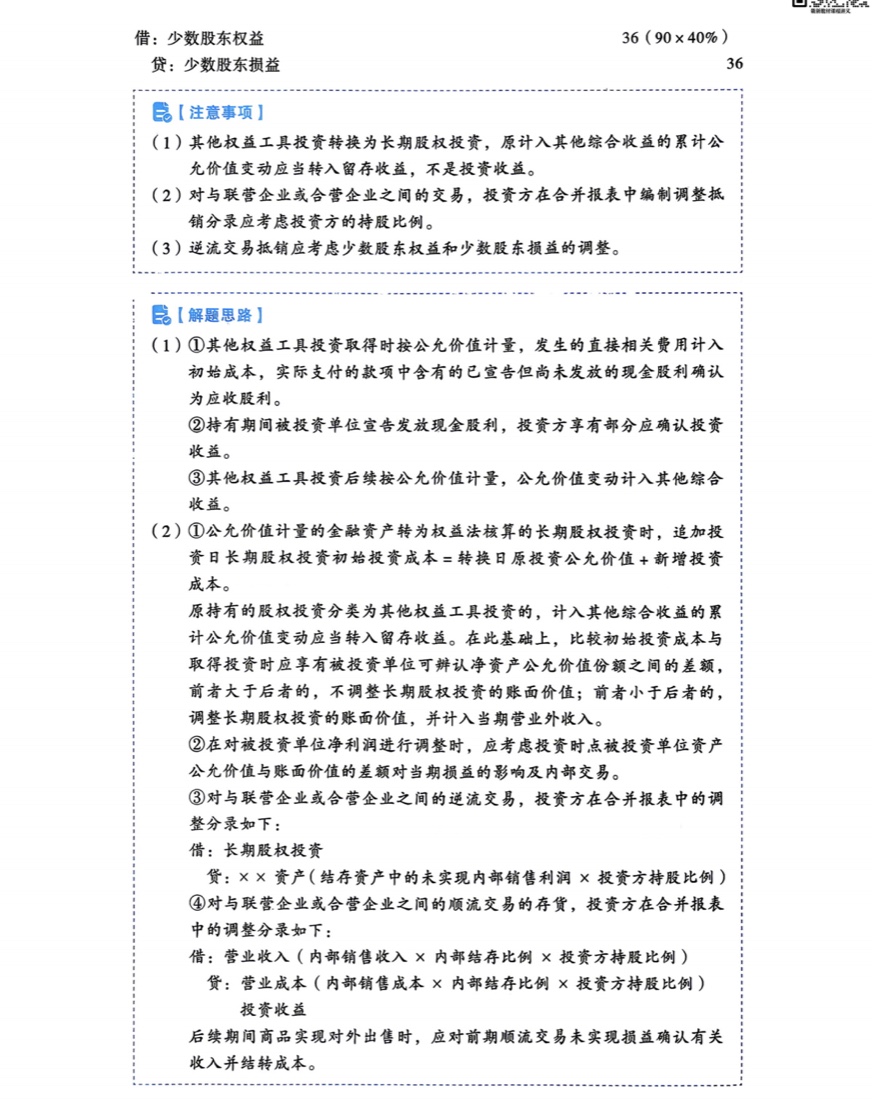 借：少数股东权益 36（90×40%）
贷：少数股东损益 36
【注意事项】
（1）其他权益工具投资转换为长期股权投资，原计入其他综合收益的累计公
允价值变动应当转入留存收益，不是投资收益。
（2）对与联营企业或合营企业之间的交易，投资方在合并报表中编制调整抵
销分录应考虑投资方的持股比例。
（3）逆流交易抵销应考虑少数股东权益和少数股东损益的调整。
【解题思路】
（1）①其他权益工具投资取得时按公允价值计量，发生的直接相关费用计入
初始成本，实际支付的款项中含有的已宣告但尚未发放的现金股利确认
为应收股利。
②持有期间被投资单位宣告发放现金股利，投资方享有部分应确认投资
收益。
③其他权益工具投资后续按公允价值计量，公允价值变动计入其他综合
收益。
（2）①公允价值计量的金融资产转为权益法核算的长期股权投资时，追加投
资日长期股权投资初始投资成本=转换日原投资公允价值+新增投资
成本。
原持有的股权投资分类为其他权益工具投资的，计入其他综合收益的累
计公允价值变动应当转入留存收益。在此基础上，比较初始投资成本与
取得投资时应享有被投资单位可辨认净资产公允价值份额之间的差额，
前者大于后者的，不调整长期股权投资的账面价值；前者小于后者的，
调整长期股权投资的账面价值，并计入当期营业外收入。
②在对被投资单位净利润进行调整时，应考虑投资时点被投资单位资产
公允价值与账面价值的差额对当期损益的影响及内部交易。
③对与联营企业或合营企业之间的逆流交易，投资方在合并报表中的调
整分录如下：
借：长期股权投资
贷：××资产（结存资产中的未实现内部销售利润×投资方持股比例）
④对与联营企业或合营企业之间的顺流交易的存货，投资方在合并报表
中的调整分录如下：
借：营业收入（内部销售收入×内部结存比例×投资方持股比例）
贷：营业成本（内部销售成本×内部结存比例×投资方持股比例）
投资收益
后续期间商品实现对外出售时，应对前期顺流交易未实现损益确认有关
收入并结转成本。